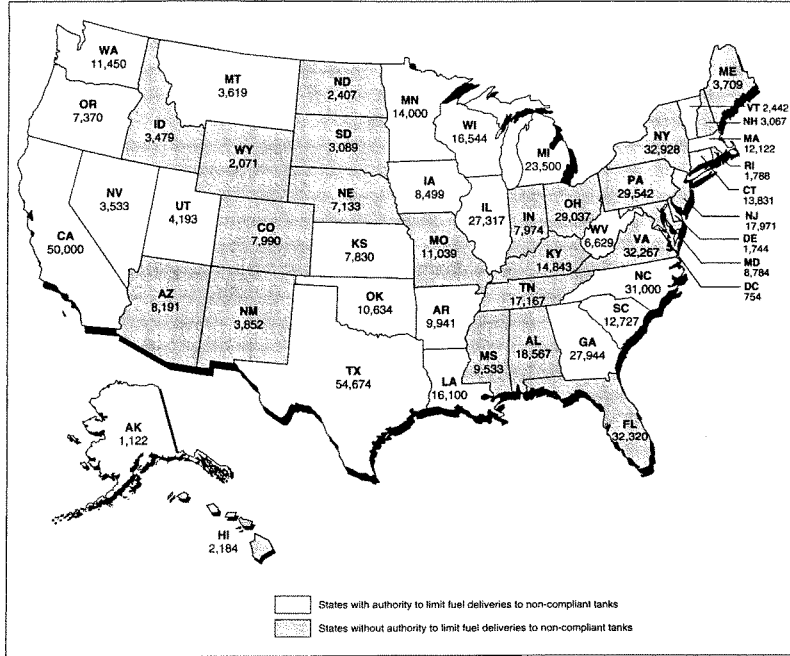 WA
11,450
MT
3,619
ND
2,407
MN
14,000
ME
3,709
VT 2,442
NH 3,067
OR
7,370
ID
3,479
WY
2,071
SD
3,089
WI
16,544
MI
23,500
NY
32,928
MA
12,122
RI
1,788
CT
13,831
NJ
17,971
DE
1,744
MD
8,784
DC
754
NV
3,533
UT
4,193
CO
7,990
NE
7,133
IA
8,499
IL
27,317
IN
7,974
OH
29,037
PA
29,542
CA
50,000
KS
7,830
MO
11,039
KY
14,843
WV
6,629
VA
32,267
AZ
8,191
NM
3,852
OK
10,634
AR
9,941
TN
17,167
NC
31,000
SC
12,727
TX
54,674
LA
16,100
MS
9,533
AL
18,567
GA
27,944
FL
32,320
AK
1,122
HI
2,184
States with authority to limit fuel deliveries to non-compliant tanks
States without authority to limit fuel deliveries to non-compliant tanks